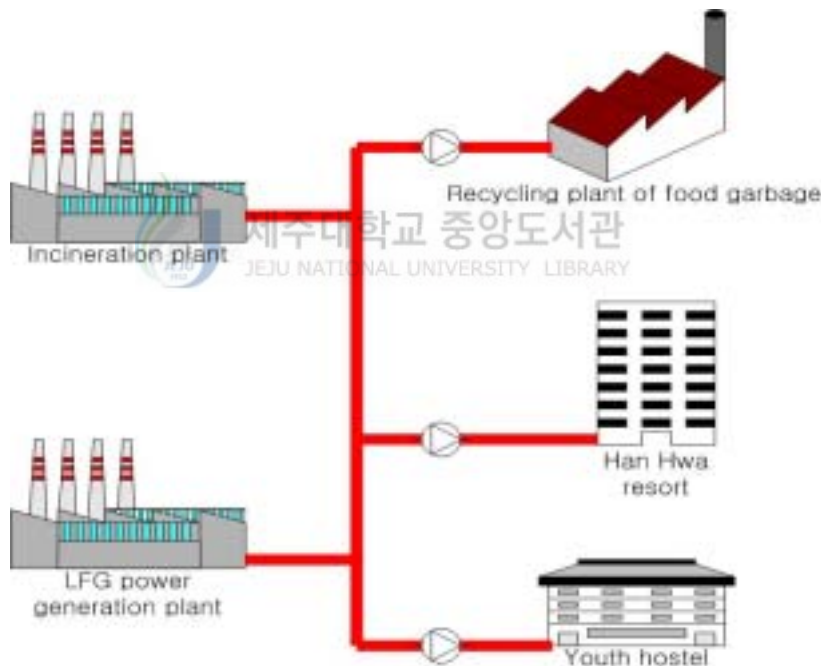 Recycling plant of food garbage
제주대학교 중앙도서관
JEJU NATIONAL UNIVERSITY LIBRARY
Incineration plant
JEJU
Han Hwa
resort
LFG power
generation plant
Youth hostel